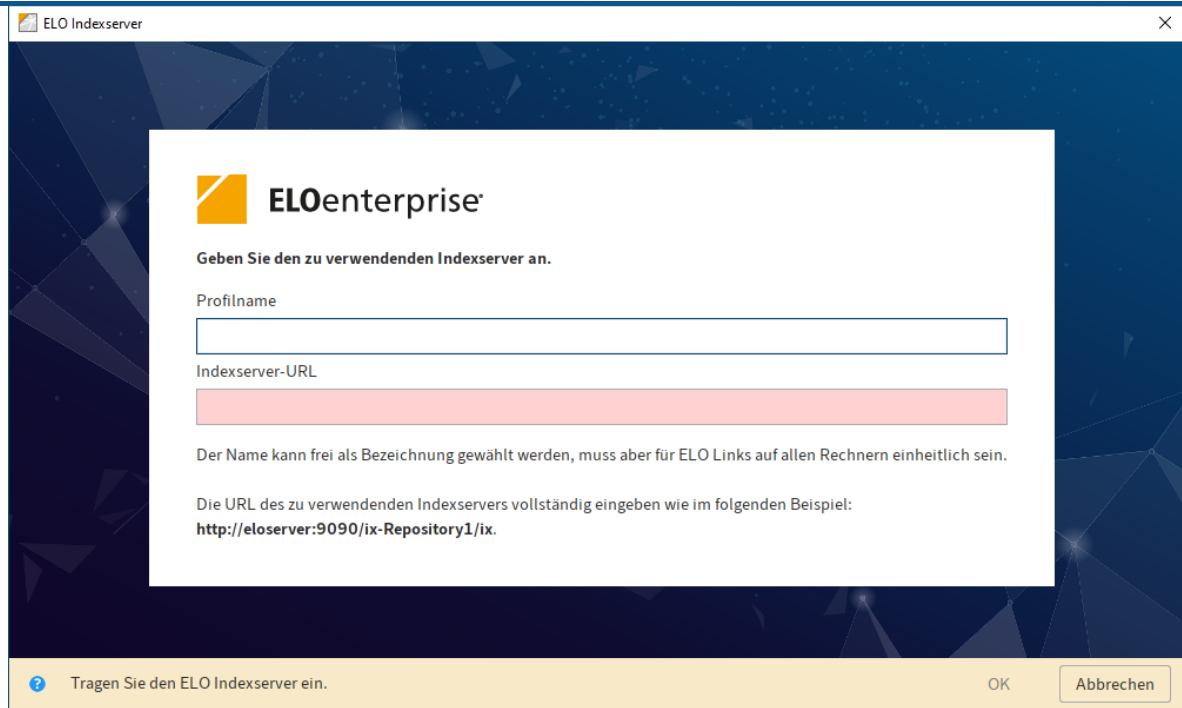 ELO Indexserver
ELOenterprise
Geben Sie den zu verwendenden Indexserver an.
Profilname
Indexserver-URL
Der Name kann frei als Bezeichnung gewählt werden, muss aber für ELO Links auf allen Rechnern einheitlich sein.
Die URL des zu verwendenden Indexservers vollständig eingeben wie im folgenden Beispiel:
http://eloserver:9090/ix-Repository1/ix.
? Tragen Sie den ELO Indexserver ein. OK Abbrechen